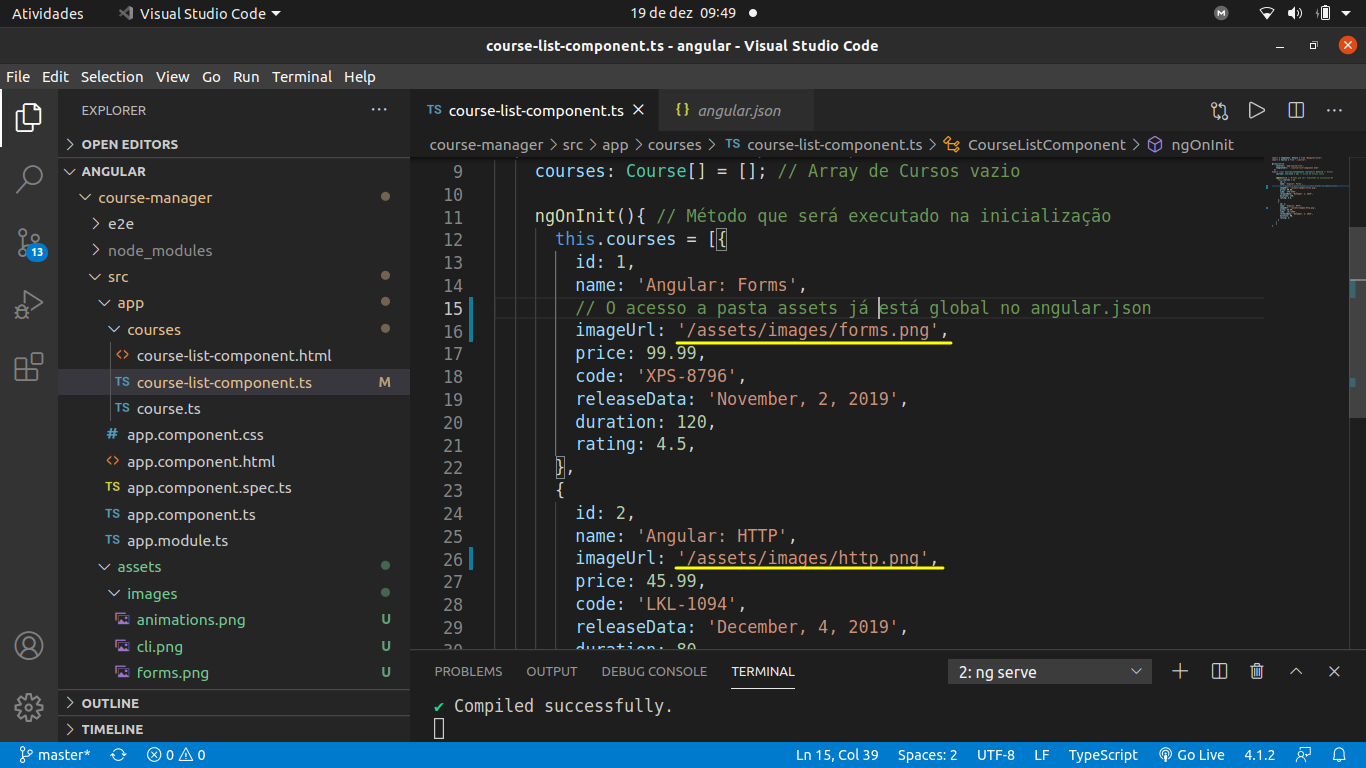 Atividades
Visual Studio Code
19 de dez 09:49
M
course-list-component.ts - angular - Visual Studio Code
File Edit Selection View Go Run Terminal Help
EXPLORER
OPEN EDITORS
ANGULAR
course-manager
e2e
node_modules
src
app
courses
course-list-component.html
TS course-list-component.ts M
TS course.ts
# app.component.css
app.component.html
TS app.component.spec.ts
TS app.component.ts
TS app.module.ts
assets
images
animations.png U
cli.png U
forms.png U
OUTLINE
TIMELINE
13
TS course-list-component.ts
{} angular.json
course-manager > src > app > courses > TS course-list-component.ts > CourseListComponent > ngOnInit
9 courses: Course[] = []; // Array de Cursos vazio
10
11 ngOnInit(){ // Método que será executado na inicialização
12 this.courses = [{
13 id: 1,
14 name: 'Angular: Forms',
15 // O acesso a pasta assets já está global no angular.json
16 imageUrl: '/assets/images/forms.png',
17 price: 99.99,
18 code: 'XPS-8796',
19 releaseData: 'November, 2, 2019',
20 duration: 120,
21 rating: 4.5,
22 },
23 {
24 id: 2,
25 name: 'Angular: HTTP',
26 imageUrl: '/assets/images/http.png',
27 price: 45.99,
28 code: 'LKL-1094',
29 releaseData: 'December, 4, 2019',
30 duration: 80
PROBLEMS OUTPUT DEBUG CONSOLE TERMINAL
2: ng serve
✔ Compiled successfully.
master* 0 0
Ln 15, Col 39 Spaces: 2 UTF-8 LF TypeScript Go Live 4.1.2